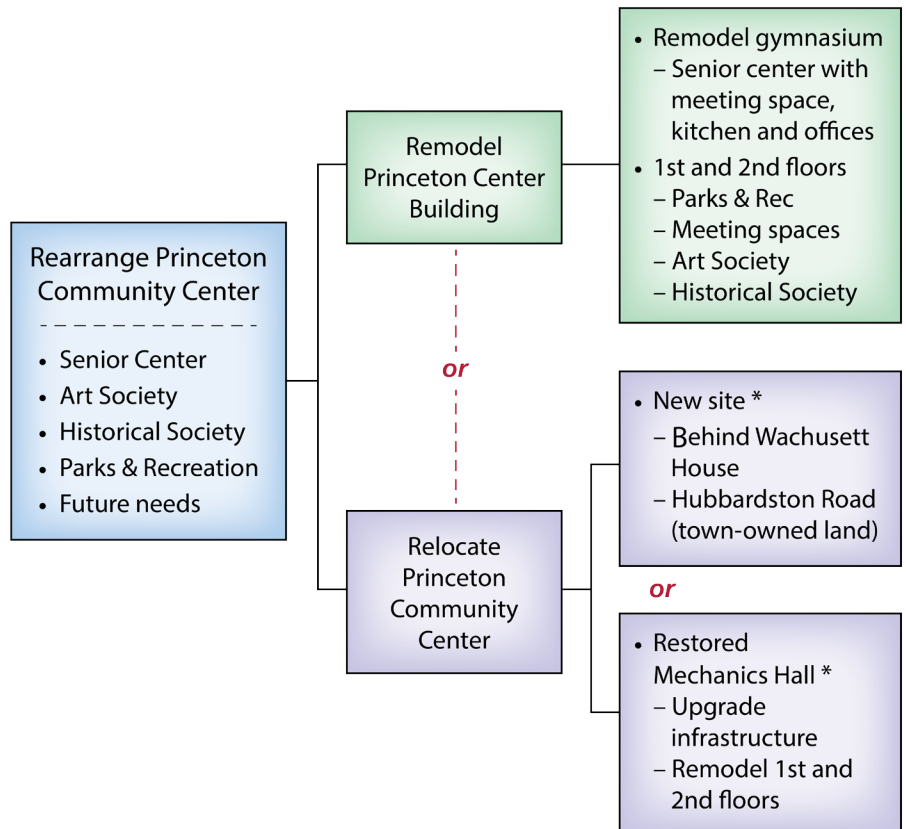 Rearrange Princeton
Community Center
• Senior Center
• Art Society
• Historical Society
• Parks & Recreation
• Future needs
Remodel
Princeton Center
Building
or
Relocate
Princeton
Community
Center
• Remodel gymnasium
– Senior center with
meeting space,
kitchen and offices
• 1st and 2nd floors
– Parks & Rec
– Meeting spaces
– Art Society
– Historical Society
• New site *
– Behind Wachusett
House
– Hubbardston Road
(town-owned land)
or
• Restored
Mechanics Hall *
– Upgrade
infrastructure
– Remodel 1st and
2nd floors